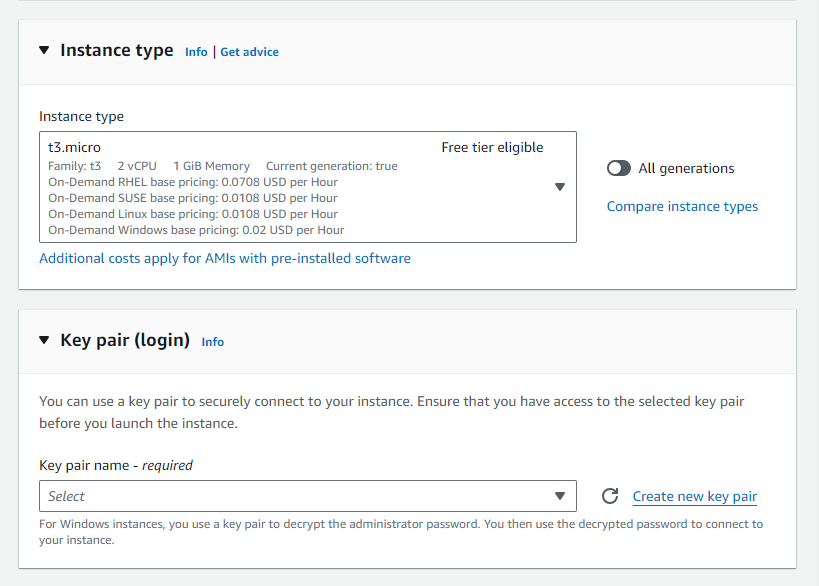 Instance type Info | Get advice
Instance type
t3.micro Free tier eligible
Family: t3 2 vCPU 1 GiB Memory Current generation: true
On-Demand RHEL base pricing: 0.0708 USD per Hour
On-Demand SUSE base pricing: 0.0108 USD per Hour
On-Demand Linux base pricing: 0.0108 USD per Hour
On-Demand Windows base pricing: 0.02 USD per Hour
All generations
Compare instance types
Additional costs apply for AMIs with pre-installed software
Key pair (login) Info
You can use a key pair to securely connect to your instance. Ensure that you have access to the selected key pair
before you launch the instance.
Key pair name - required
Select
Create new key pair
For Windows instances, you use a key pair to decrypt the administrator password. You then use the decrypted password to connect to
your instance.